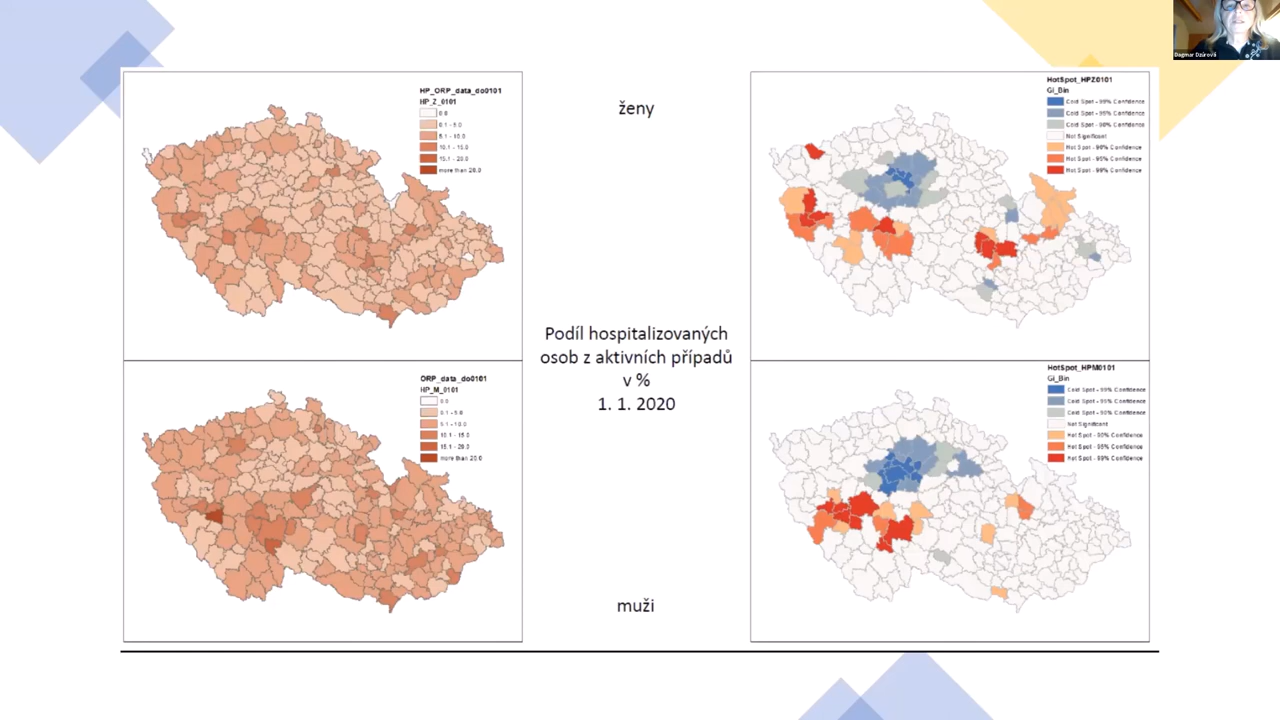 HP_ORP_data_do0101
HP_Z_0101
0.0
0.1 - 5.0
5.1 - 10.0
10.1 - 15.0
15.1 - 20.0
more than 20.0
ženy
HotSpot_HPZ0101
Gi_Bin
Cold Spot - 99% Confidence
Cold Spot - 95% Confidence
Cold Spot - 90% Confidence
Not Significant
Hot Spot - 90% Confidence
Hot Spot - 95% Confidence
Hot Spot - 99% Confidence
Dagmar Dzúrová
Podíl hospitalizovaných
osob z aktivních případů
v %
1. 1. 2020
ORP_data_do0101
HP_M_0101
0.0
0.1 - 5.0
5.1 - 10.0
10.1 - 15.0
15.1 - 20.0
more than 20.0
HotSpot_HPM0101
Gi_Bin
Cold Spot - 99% Confidence
Cold Spot - 95% Confidence
Cold Spot - 90% Confidence
Not Significant
Hot Spot - 90% Confidence
Hot Spot - 95% Confidence
Hot Spot - 99% Confidence
muži